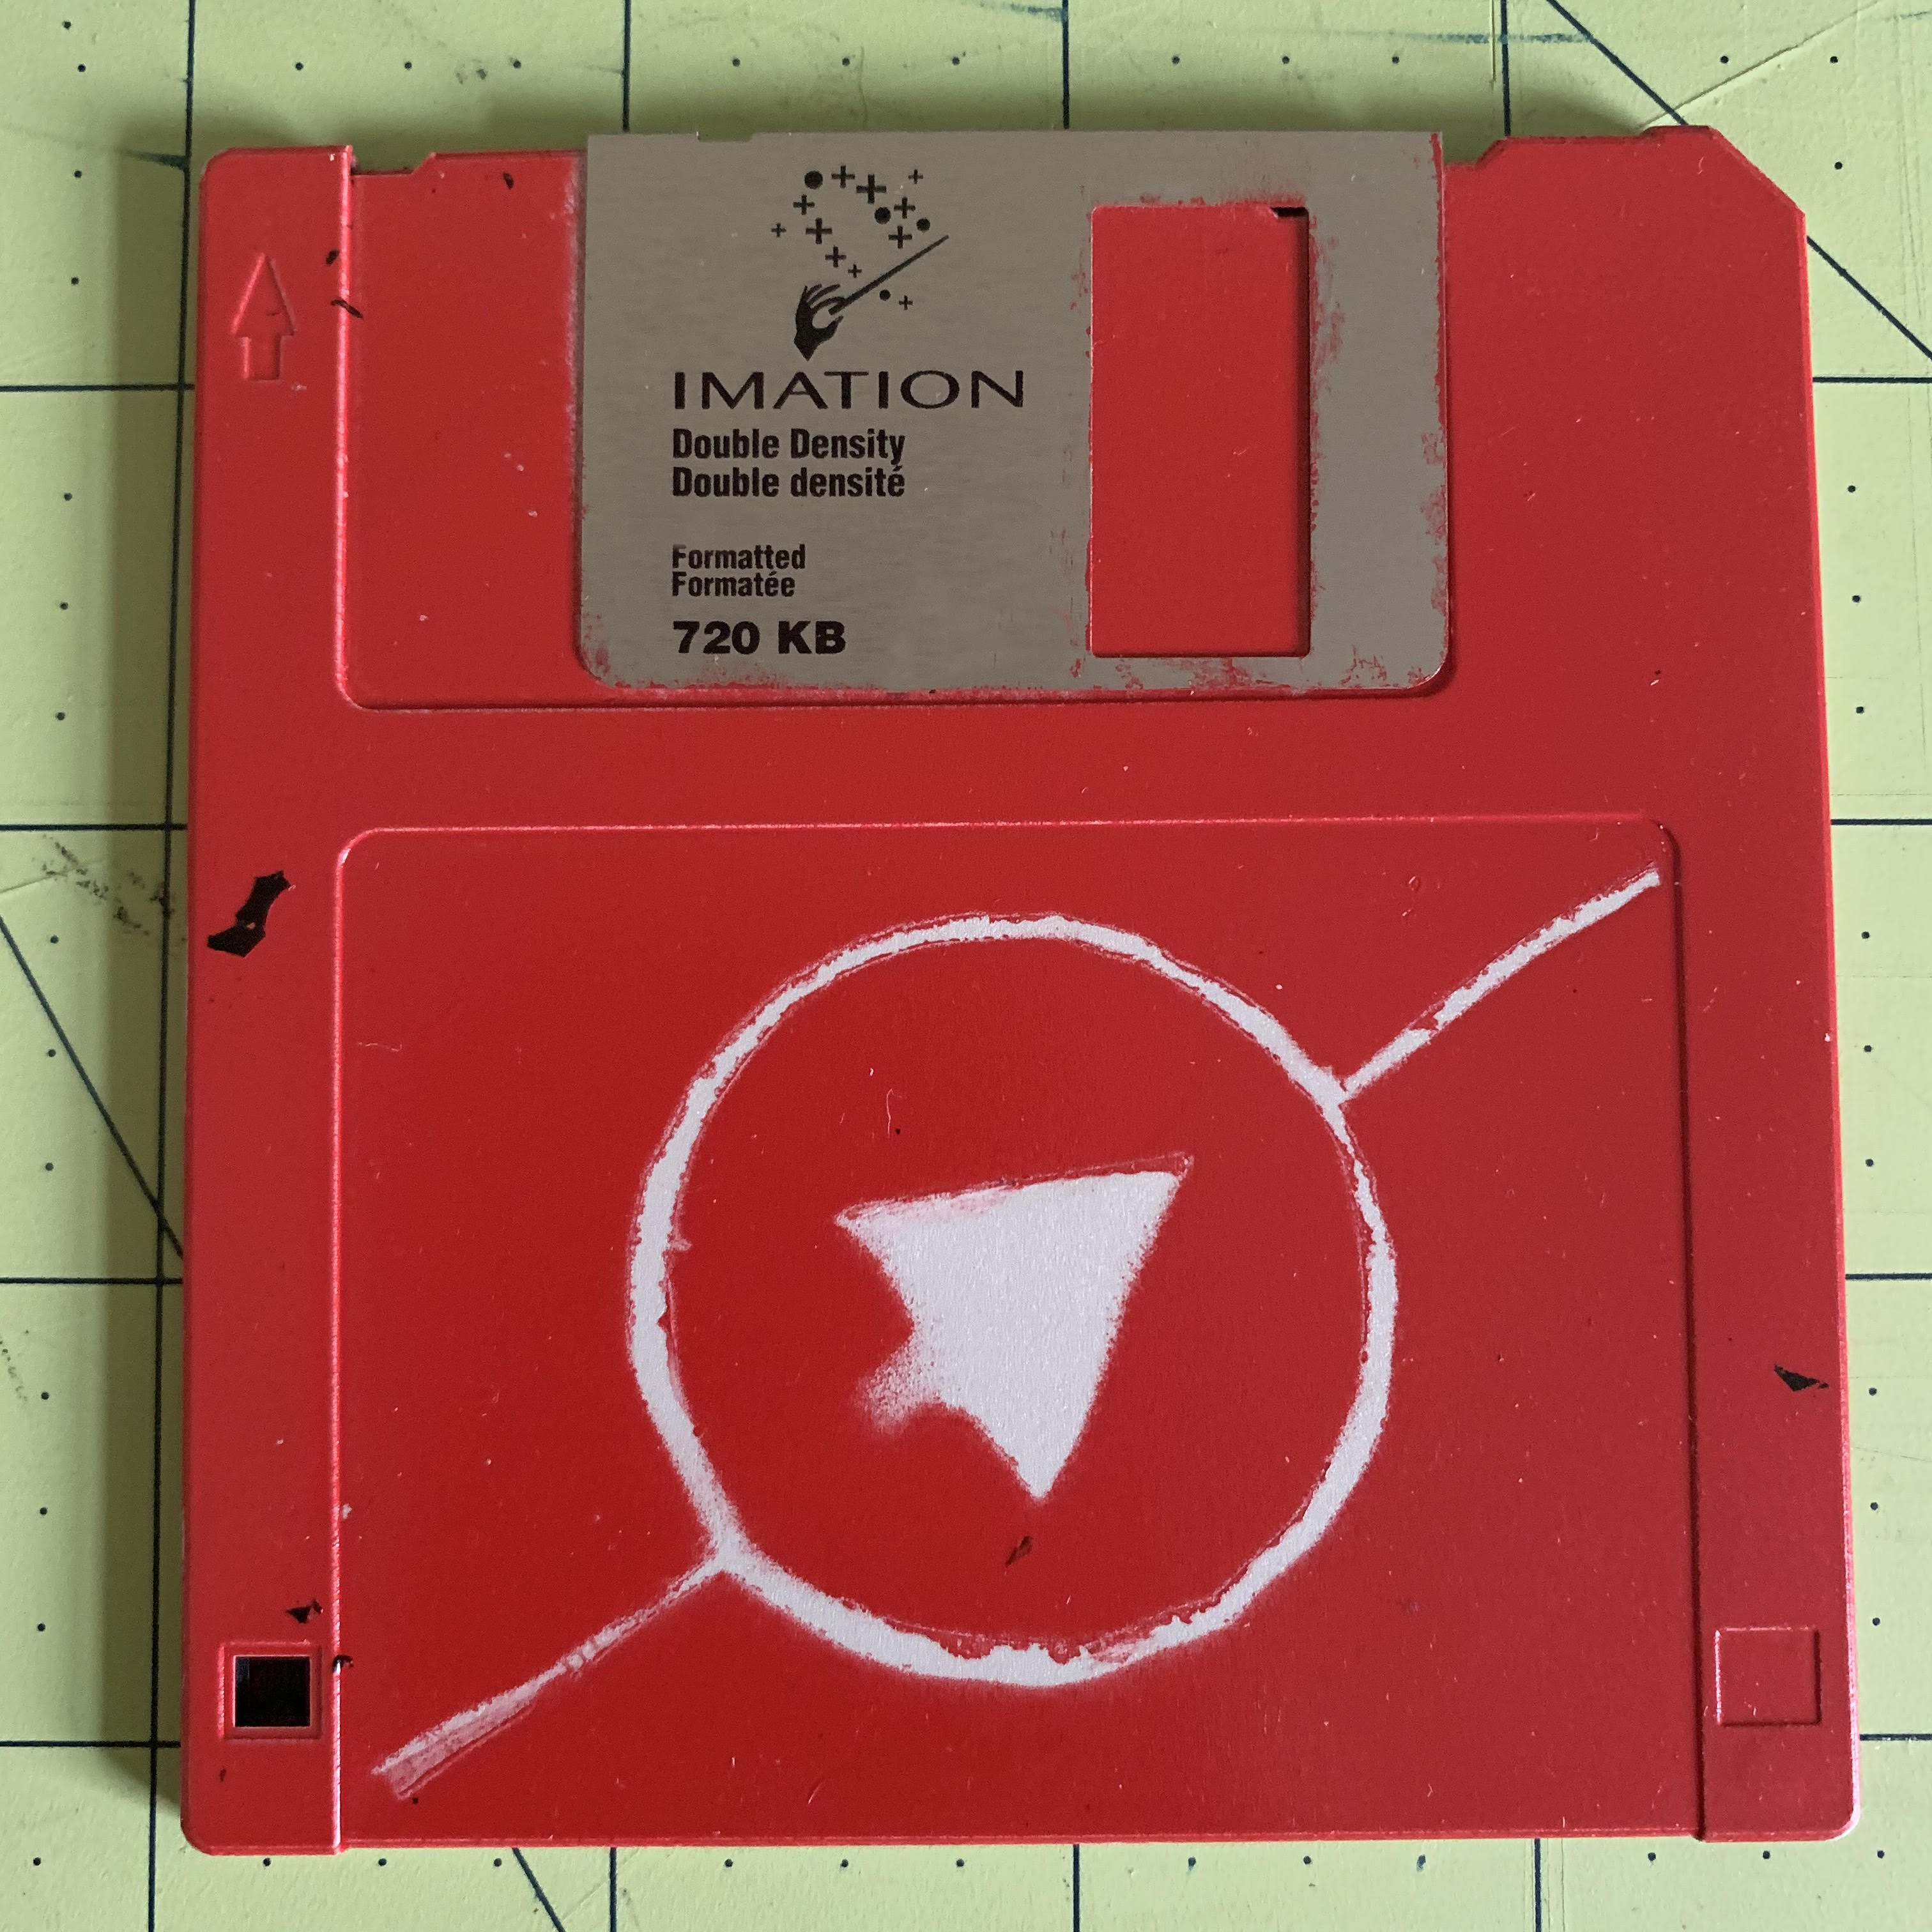 IMATION
Double Density
Double densité
Formatted
Formatée
720 KB